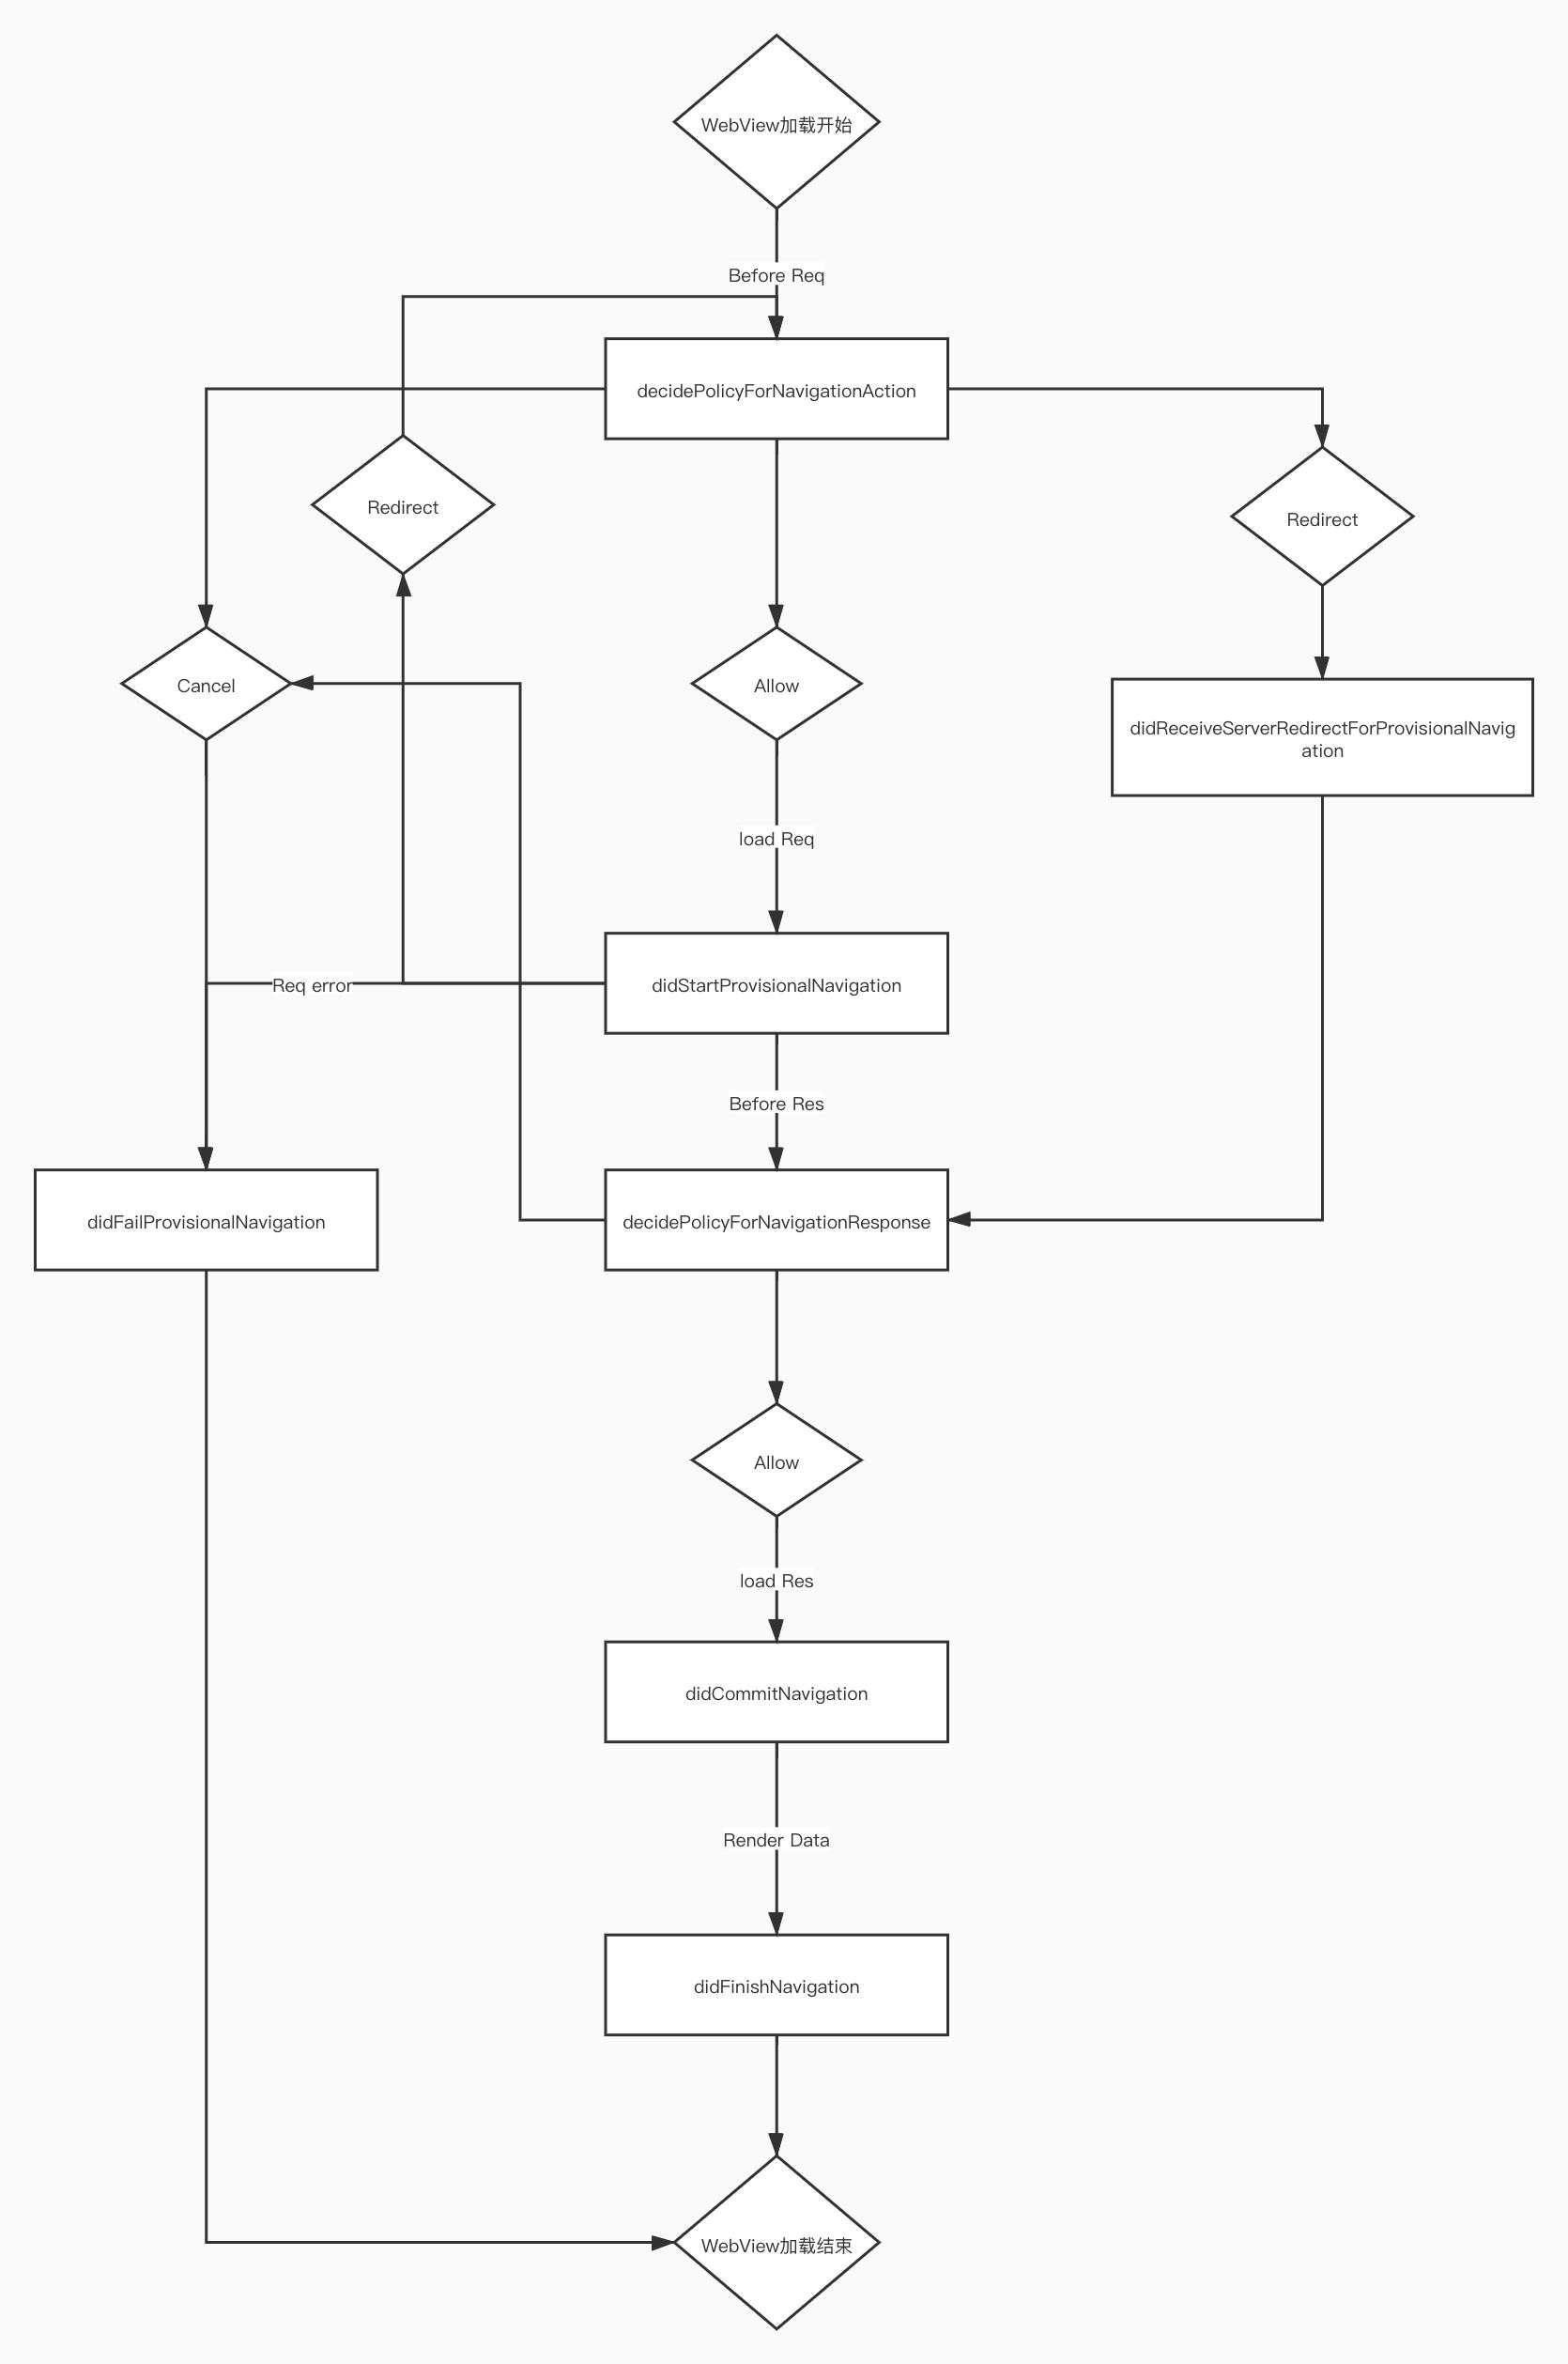 WebView加载开始
Before Req
decidePolicyForNavigationAction
Redirect
Redirect
Cancel
Allow
didReceiveServerRedirectForProvisionalNavig
ation
load Req
didStartProvisionalNavigation
Req error
Before Res
didFailProvisionalNavigation
decidePolicyForNavigationResponse
Allow
load Res
didCommitNavigation
Render Data
didFinishNavigation
WebView加载结束